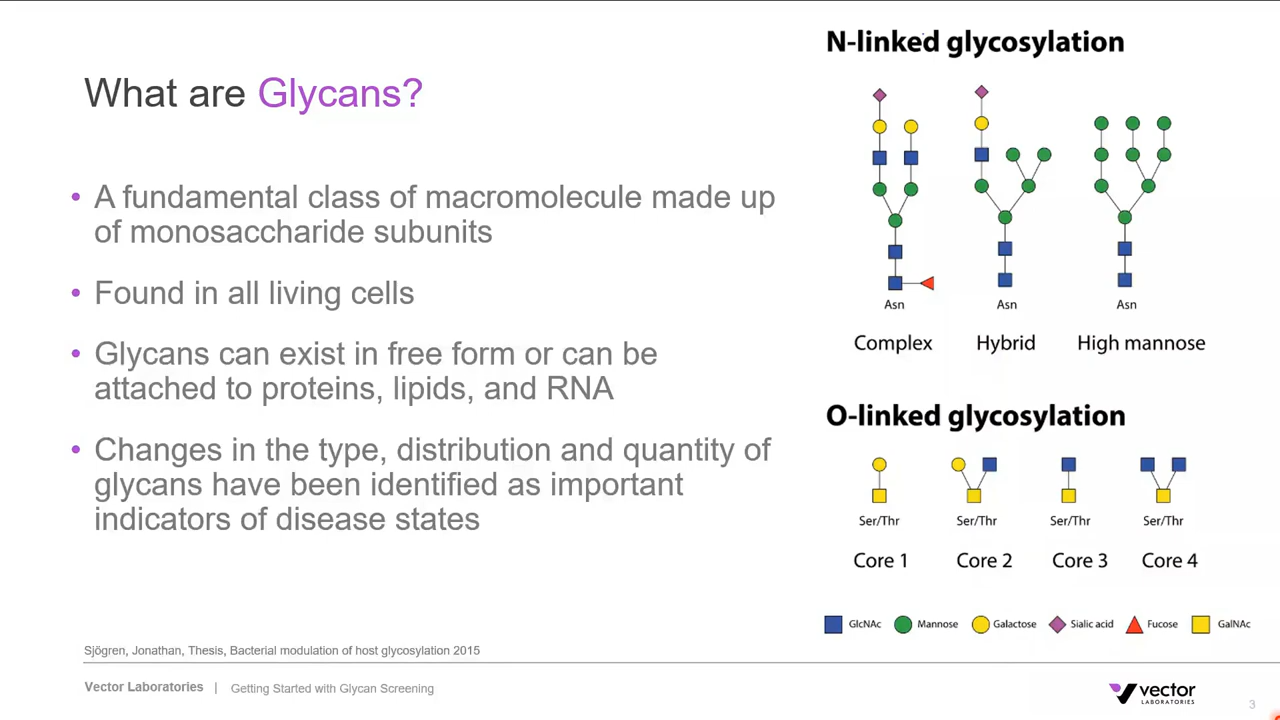 What are Glycans?
• A fundamental class of macromolecule made up
of monosaccharide subunits
• Found in all living cells
• Glycans can exist in free form or can be
attached to proteins, lipids, and RNA
• Changes in the type, distribution and quantity of
glycans have been identified as important
indicators of disease states
N-linked glycosylation
Asn Asn Asn
Complex Hybrid High mannose
O-linked glycosylation
Ser/Thr Ser/Thr Ser/Thr Ser/Thr
Core 1 Core 2 Core 3 Core 4
GlcNAc Mannose Galactose Sialic acid Fucose GalNAc
Sjögren, Jonathan, Thesis, Bacterial modulation of host glycosylation 2015
Vector Laboratories | Getting Started with Glycan Screening
vector
LABORATORIES
3